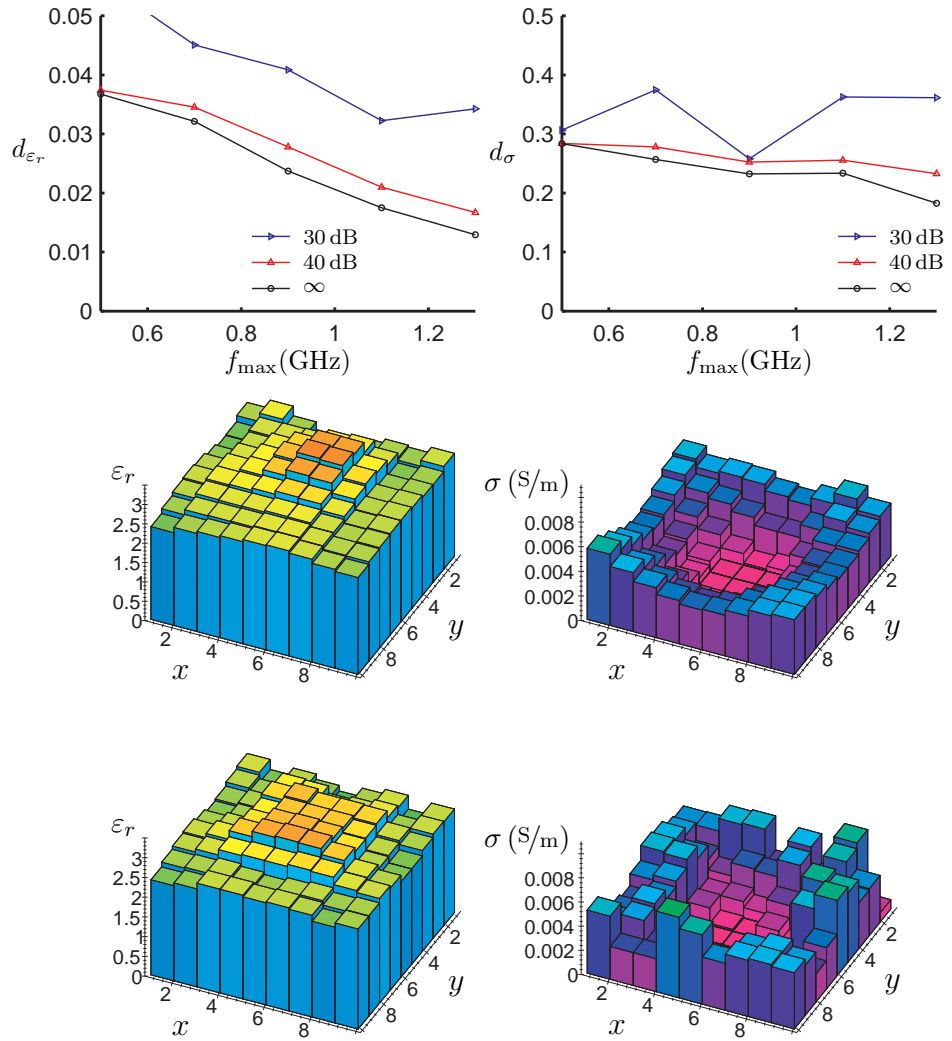 0.05
0.04
0.03
0.02
0.01
0
d_{ε_r}
0.6 0.8 1 1.2
f_max(GHz)
30 dB
40 dB
∞
0.5
0.4
0.3
0.2
0.1
0
d_σ
0.6 0.8 1 1.2
f_max(GHz)
30 dB
40 dB
∞
ε_r
3
2.5
2
1.5
1
0.5
0
2 4 6 8
x
2 4 6 8
y
σ (S/m)
0.008
0.006
0.004
0.002
0
2 4 6 8
x
2 4 6 8
y
ε_r
3
2.5
2
1.5
1
0.5
0
2 4 6 8
x
2 4 6 8
y
σ (S/m)
0.008
0.006
0.004
0.002
0
2 4 6 8
x
2 4 6 8
y